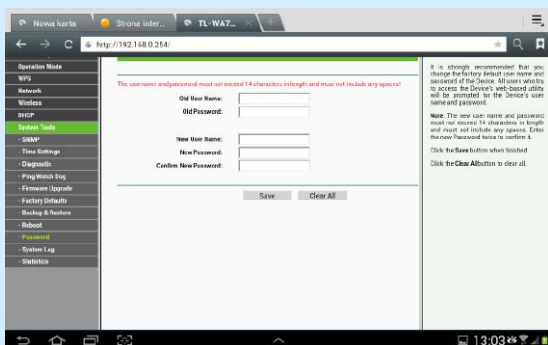 Nowa karta
Strona inter...
TL-WA7...
http://192.168.0.254/
Operation Mode
WPS
Network
Wireless
DHCP
System Tools
- SNMP
- Time Settings
- Diagnostic
- Ping Watch Dog
- Firmware Upgrade
- Factory Defaults
- Backup & Restore
- Reboot
- Password
- System Log
- Statistics
The username and password must not exceed 14 characters in length and must not include any spaces!
Old User Name:
Old Password:
New User Name:
New Password:
Confirm New Password:
Save
Clear All
It is strongly recommended that you
change the factory default user name and
password of the Device. All users who try
to access the Device's web-based utility
will be prompted for the Device's user
name and password.
Note: The new user name and password
must not exceed 14 characters in length
and must not include any spaces. Enter
the new Password twice to confirm it.
Click the Save button when finished.
Click the Clear All button to clear all.
13:03